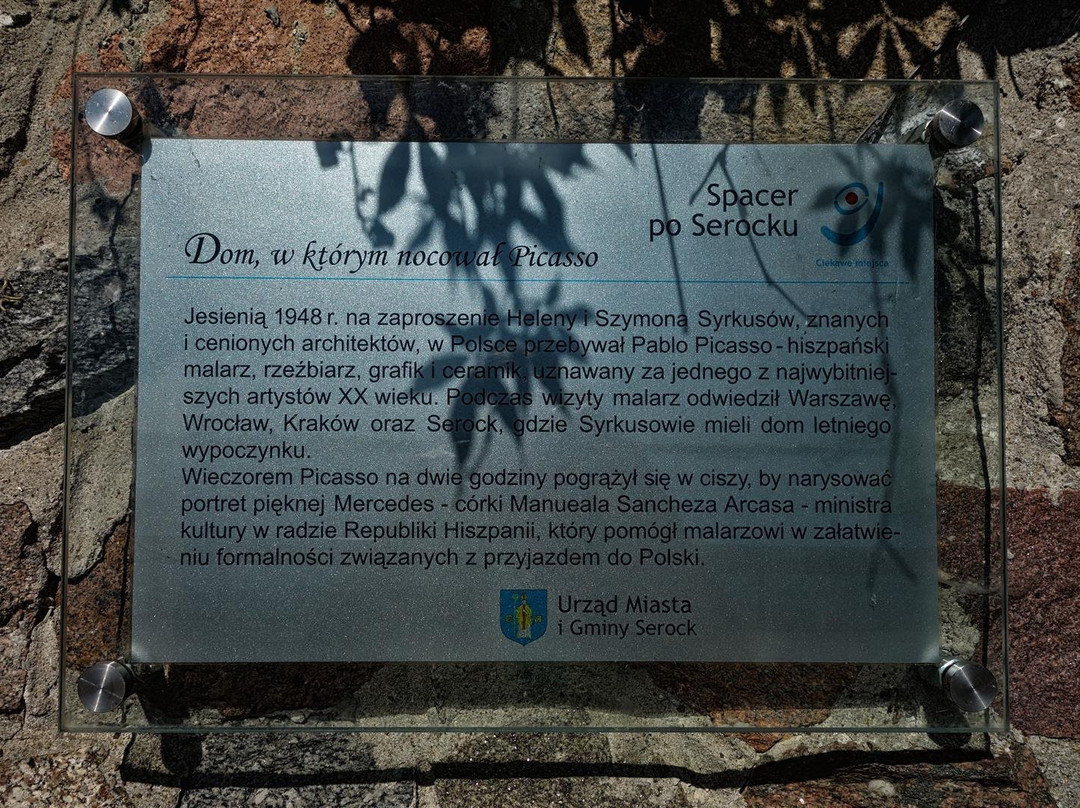 Spacer
po Serocku
Ciekawe miejsca
Dom, w którym nocował Picasso
Jesienią 1948 r. na zaproszenie Heleny i Szymona Syrkusów, znanych
i cenionych architektów, w Polsce przebywał Pablo Picasso - hiszpański
malarz, rzeźbiarz, grafik i ceramik, uznawany za jednego z najwybitniej-
szych artystów XX wieku. Podczas wizyty malarz odwiedził Warszawę,
Wrocław, Kraków oraz Serock, gdzie Syrkusowie mieli dom letniego
wypoczynku.
Wieczorem Picasso na dwie godziny pogrążył się w ciszy, by narysować
portret pięknej Mercedes - córki Manueala Sancheza Arcasa - ministra
kultury w radzie Republiki Hiszpanii, który pomógł malarzowi w załatwie-
niu formalności związanych z przyjazdem do Polski.
Urząd Miasta
i Gminy Serock